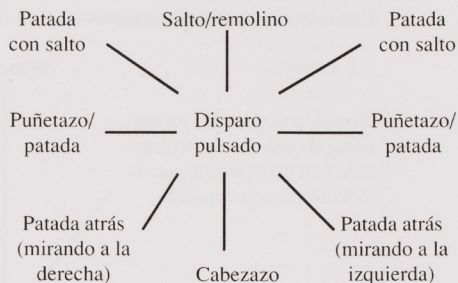 Patada
con salto
Salto/remolino
Patada
con salto
Puñetazo/
patada
Disparo
pulsado
Puñetazo/
patada
Patada atrás
(mirando a la
derecha)
Cabezazo
Patada atrás
(mirando a la
izquierda)